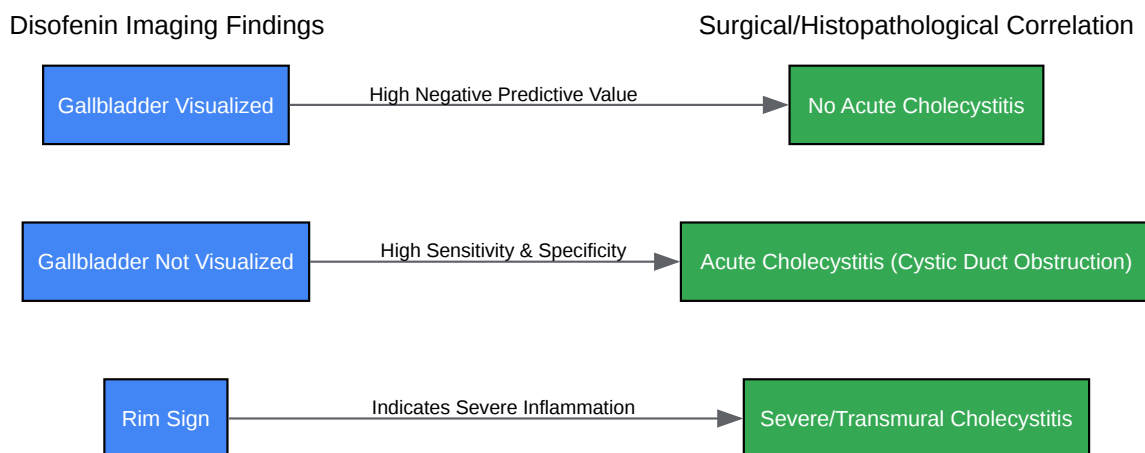 Disofenin Imaging Findings
Surgical/Histopathological Correlation
Gallbladder Visualized
High Negative Predictive Value
No Acute Cholecystitis
Gallbladder Not Visualized
High Sensitivity & Specificity
Acute Cholecystitis (Cystic Duct Obstruction)
Rim Sign
Indicates Severe Inflammation
Severe/Transmural Cholecystitis